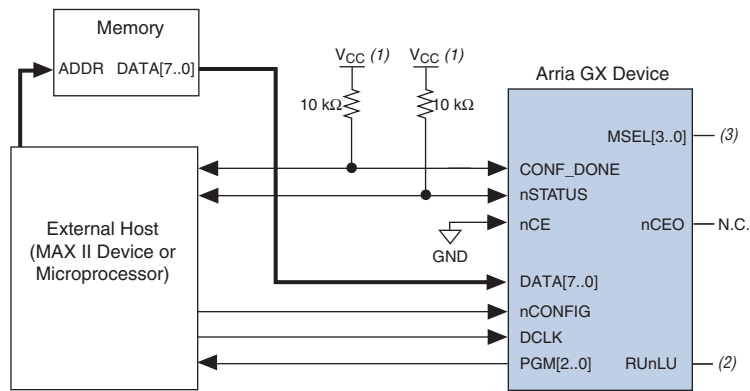 Memory
ADDR DATA[7..0]
VCC (1)
VCC (1)
10 kΩ
10 kΩ
Arria GX Device
MSEL[3..0]
(3)
CONF_DONE
nSTATUS
nCE
nCEO
N.C.
GND
External Host
(MAX II Device or
Microprocessor)
DATA[7..0]
nCONFIG
DCLK
PGM[2..0]
RUnLU
(2)